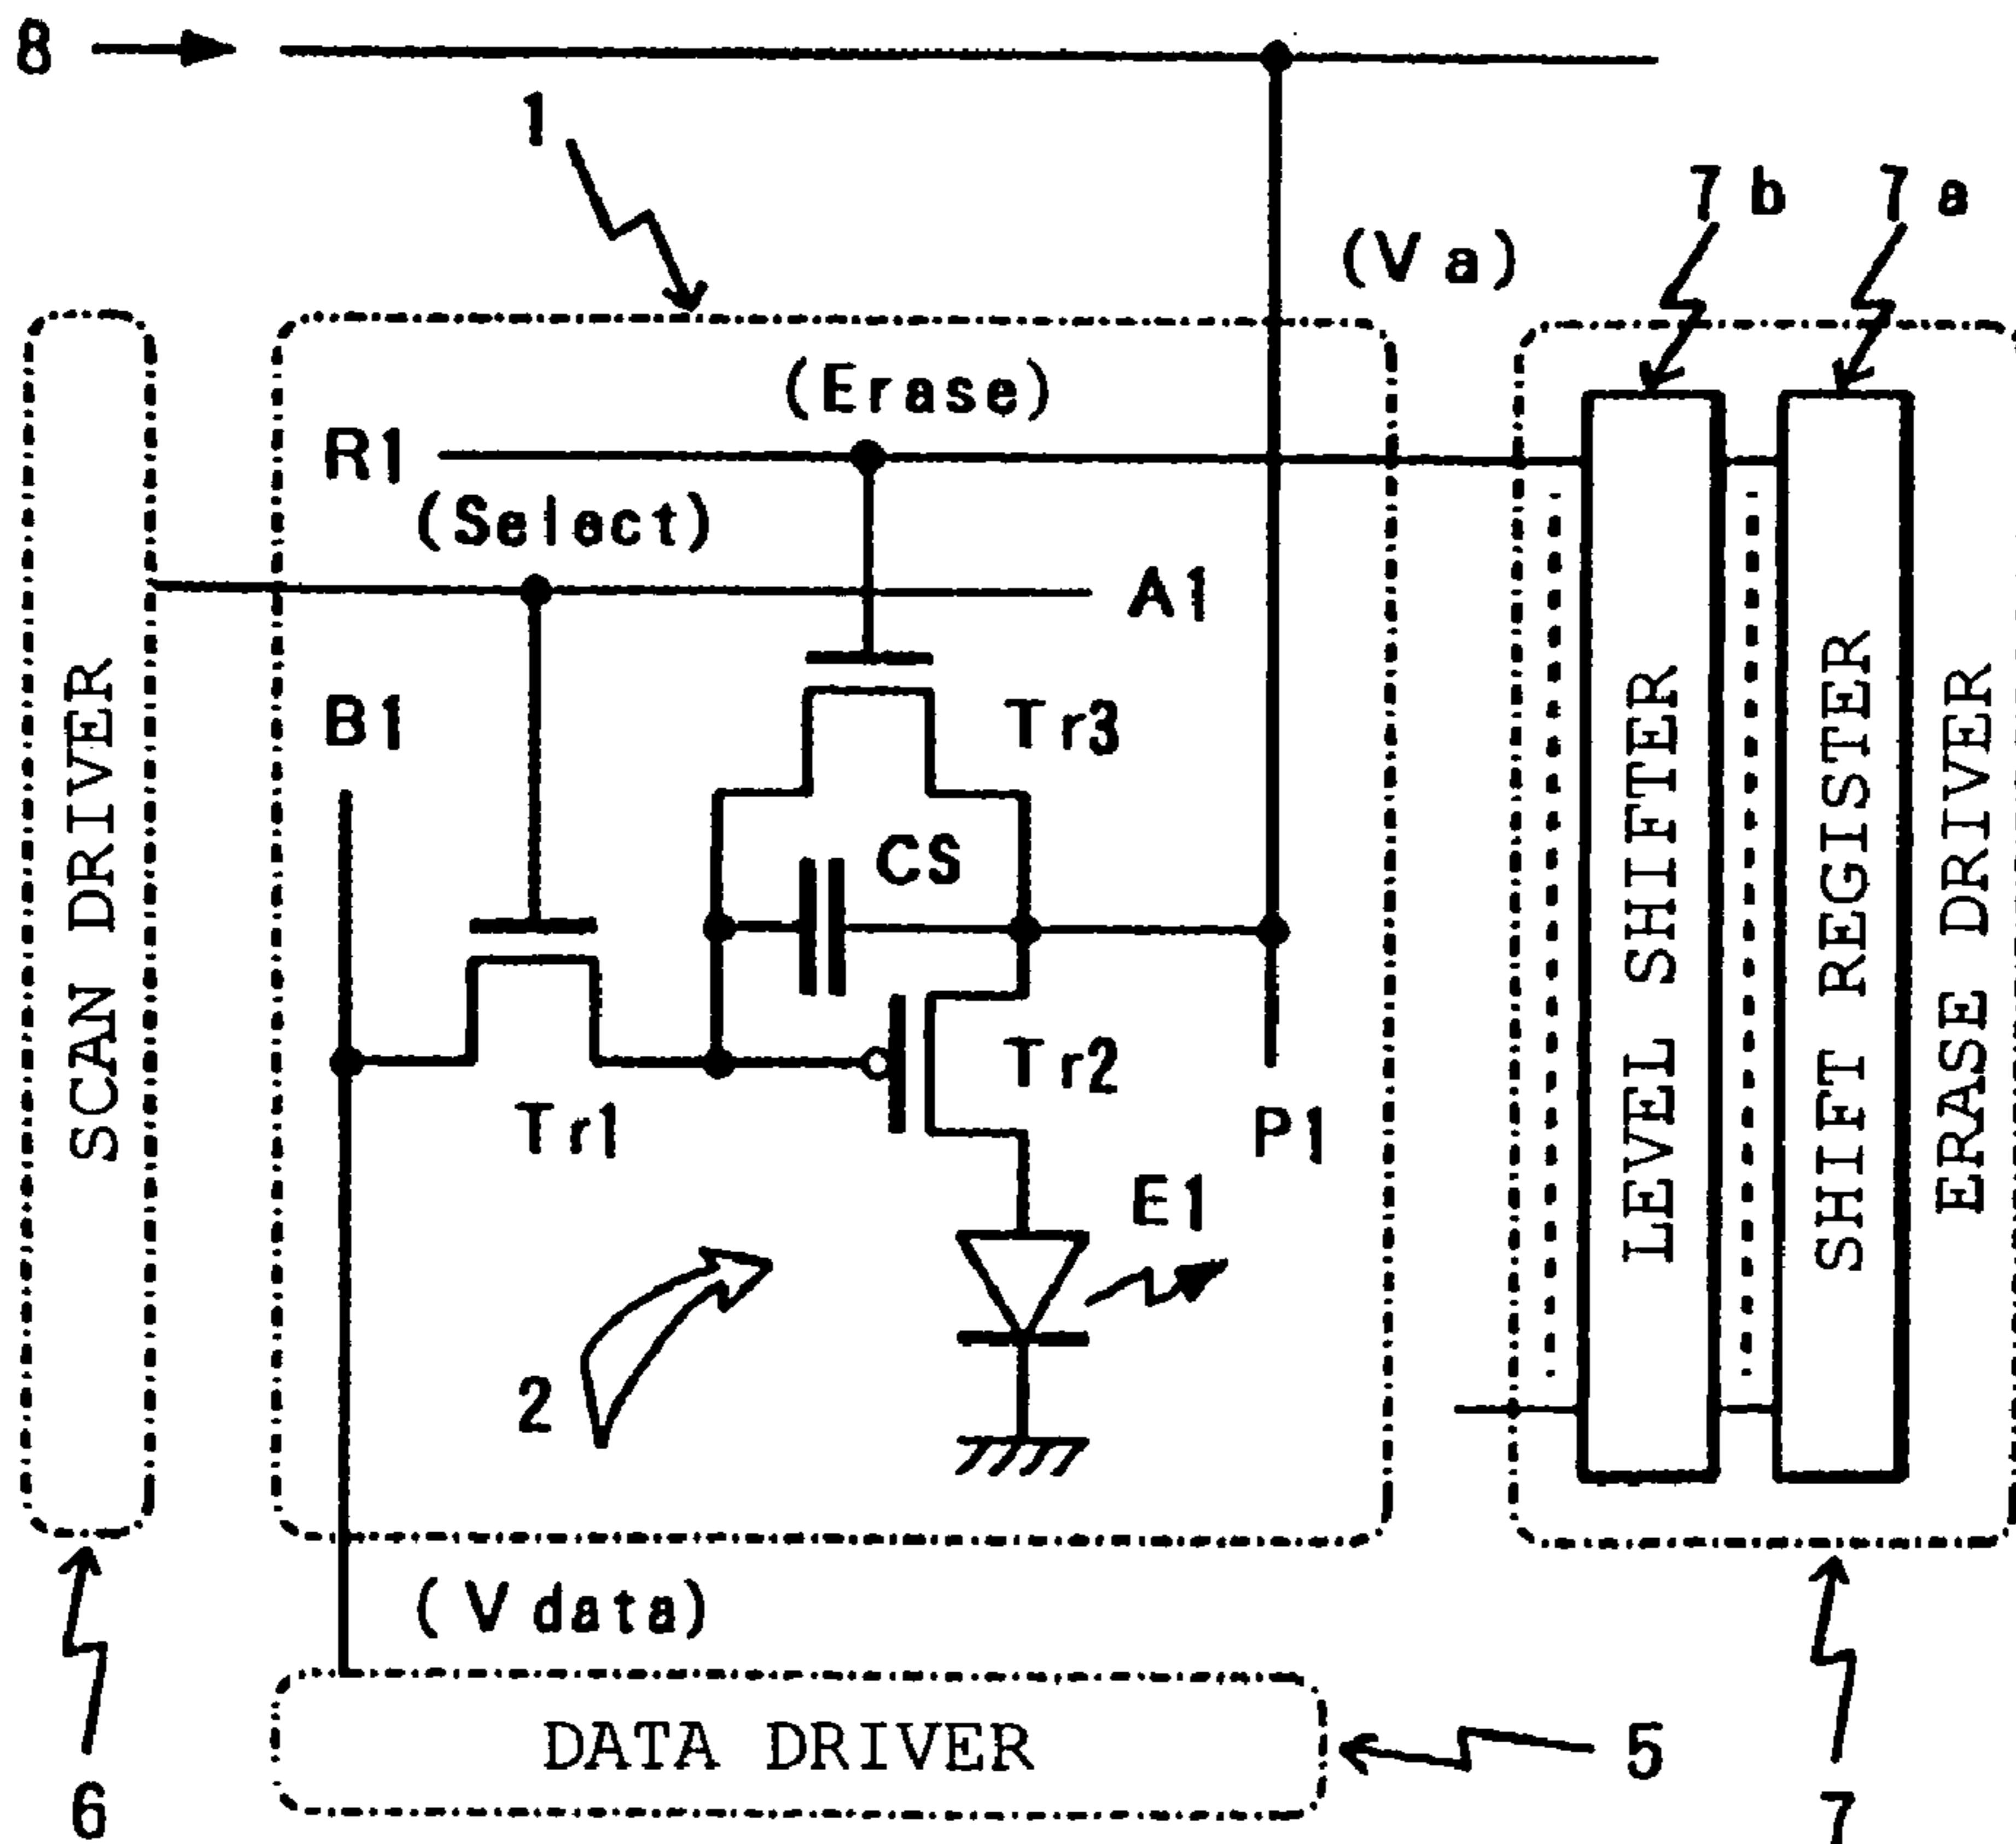 8
1
7b
7a
(Va)
(Erase)
R1
(Select)
A1
B1
Tr3
CS
Tr2
Tr1
P1
E1
2
SCAN DRIVER
LEVEL SHIFTER
SHIFT REGISTER
ERASE DRIVER
(Vdata)
DATA DRIVER
5
6
7